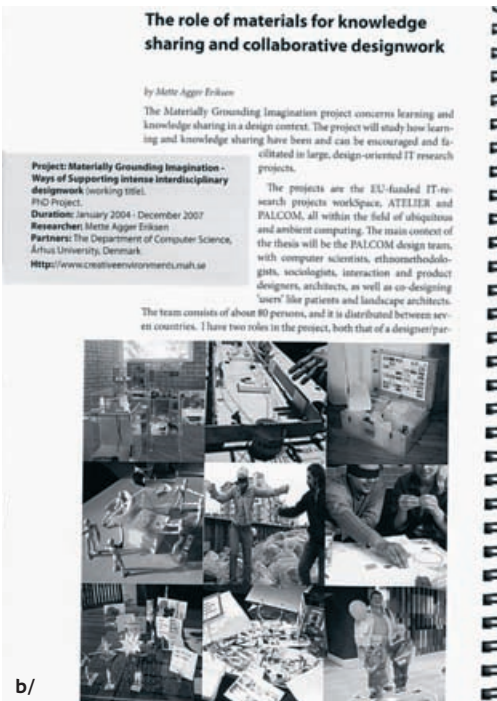 The role of materials for knowledge
sharing and collaborative designwork
by Mette Agger Eriksen
The Materially Grounding Imagination project concerns learning and
knowledge sharing in a design context. The project will study how learn-
ing and knowledge sharing have been and can be encouraged and fa-
cilitated in large, design-oriented IT research
projects.
Project: Materially Grounding Imagination -
Ways of Supporting intense interdisciplinary
designwork (working title).
PhD Project.
Duration: January 2004 - December 2007
Researcher: Mette Agger Eriksen
Partners: The Department of Computer Science,
Århus University, Denmark.
Http://www.creativeenvironments.mah.se
The projects are the EU-funded IT-re-
search projects workSpace, ATELIER and
PALCOM, all within the field of ubiquitous
and ambient computing. The main context of
the thesis will be the PALCOM design team,
with computer scientists, ethnomethodolo-
gists, sociologists, interaction and product
designers, architects, as well as co-designing
'users' like patients and landscape architects.
The team consists of about 80 persons, and it is distributed between sev-
en countries. I have two roles in the project, both that of a designer/par-
b/